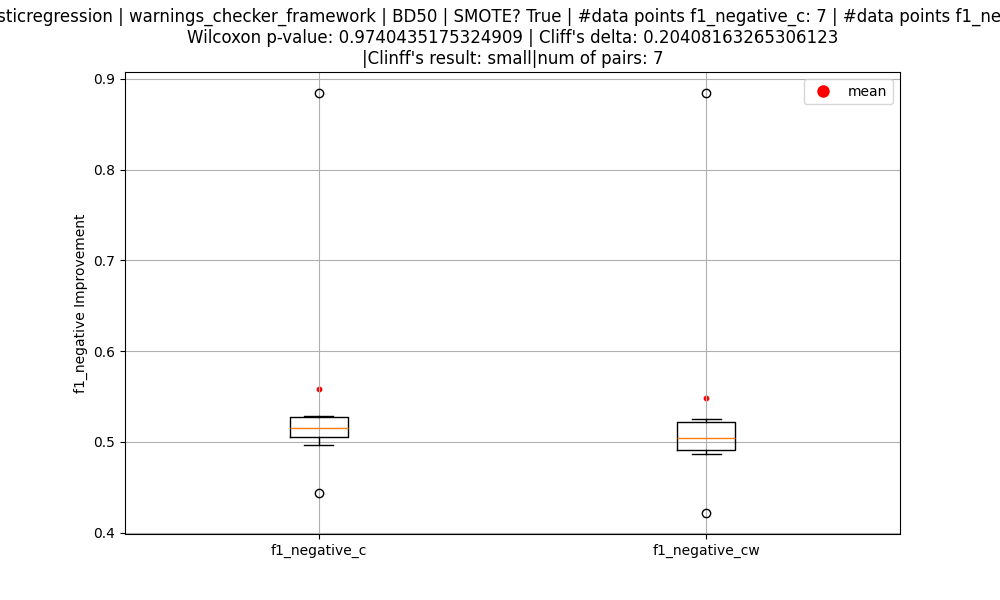 sticregression | warnings_checker_framework | BD50 | SMOTE? True | #data points f1_negative_c: 7 | #data points f1_ne
Wilcoxon p-value: 0.9740435175324909 | Cliff's delta: 0.20408163265306123
|Clinff's result: small|num of pairs: 7
mean
0.9
0.8
0.7
0.6
0.5
0.4
f1_negative Improvement
f1_negative_c
f1_negative_cw